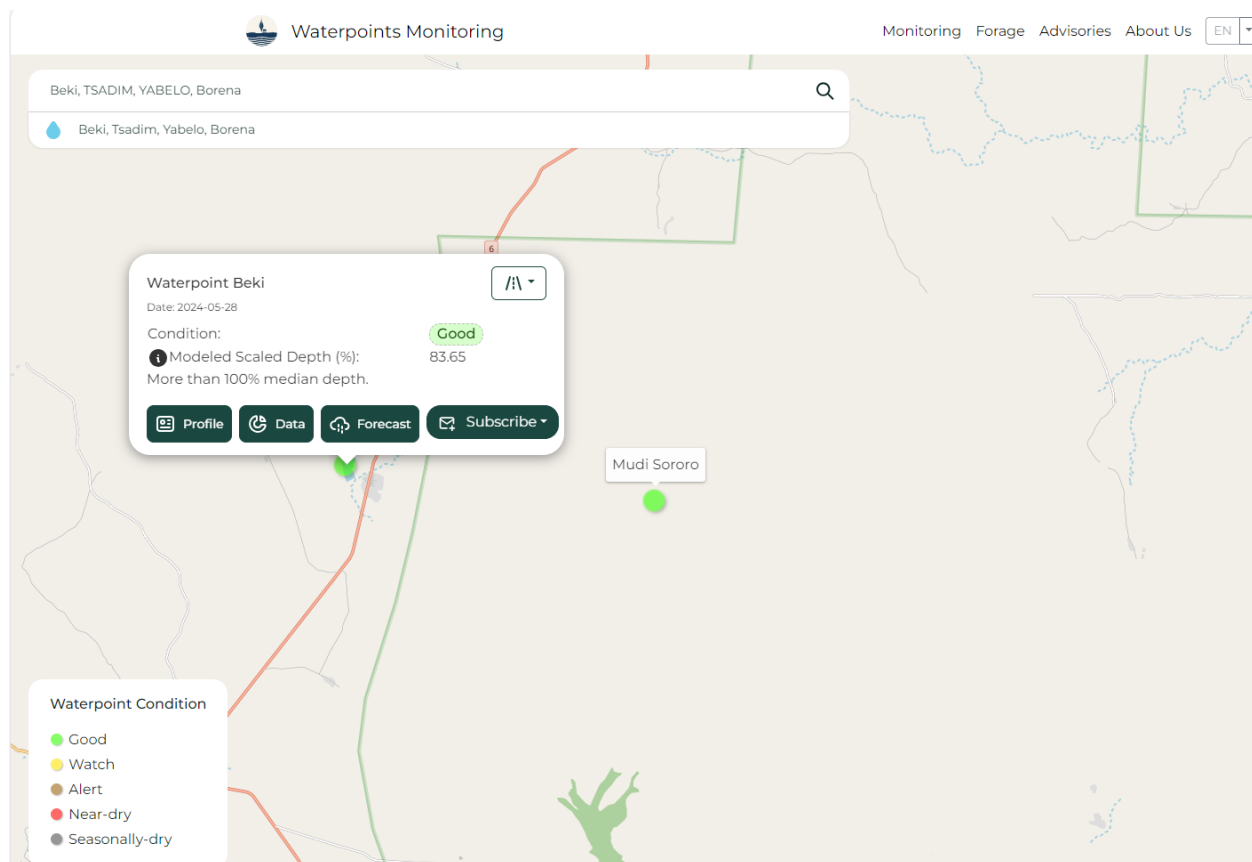 Waterpoints Monitoring
Monitoring Forage Advisories About Us EN
Beki, TSADIM, YABELO, Borena
Beki, Tsadim, Yabelo, Borena
6
Waterpoint Beki
Date: 2024-05-28
Condition: Good
Modeled Scaled Depth (%): 83.65
More than 100% median depth.
Profile Data Forecast Subscribe
Mudi Sororo
Waterpoint Condition
Good
Watch
Alert
Near-dry
Seasonally-dry